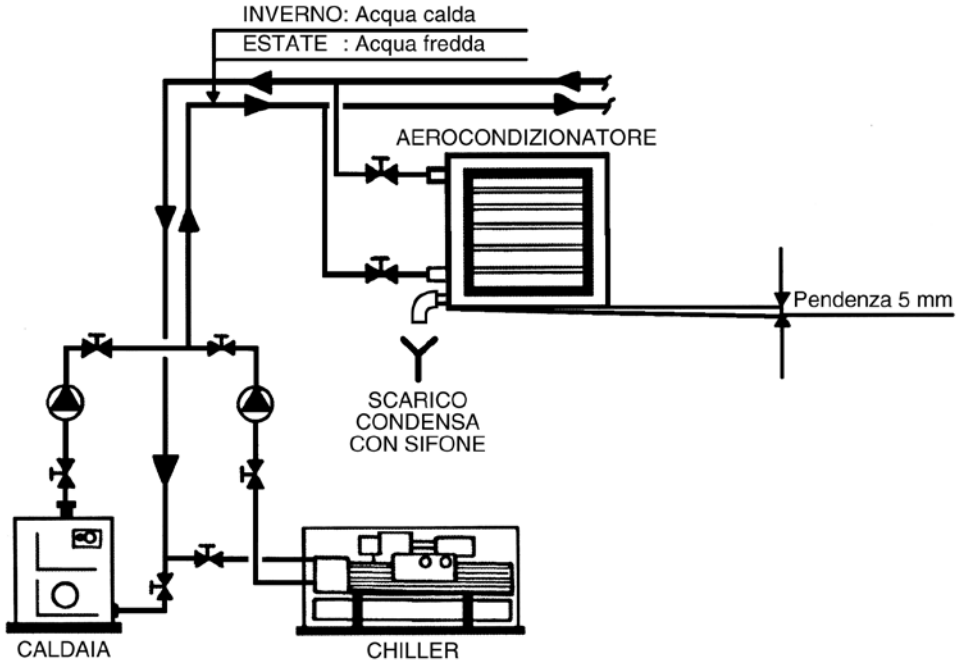 INVERNO: Acqua calda
ESTATE : Acqua fredda
AEROCONDIZIONATORE
Pendenza 5 mm
SCARICO
CONDENSA
CON SIFONE
CALDAIA
CHILLER